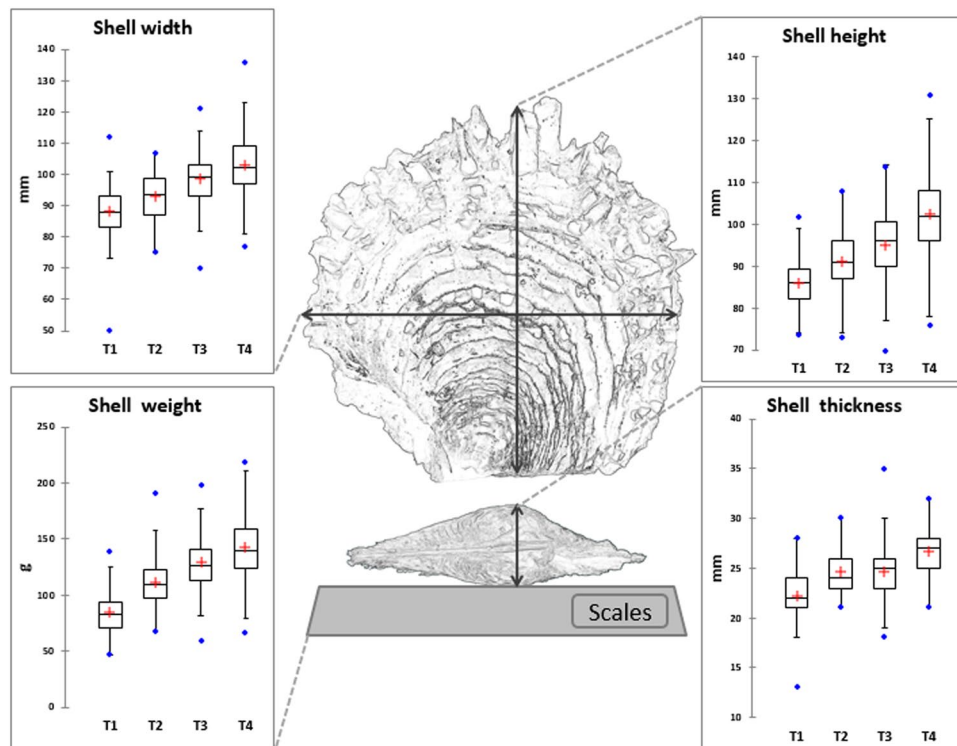 Shell width
140
130
120
110
100
90
80
70
60
50
mm
T1 T2 T3 T4
Shell height
140
130
120
110
100
90
80
70
mm
T1 T2 T3 T4
Shell weight
250
200
150
100
50
0
g
T1 T2 T3 T4
Shell thickness
40
35
30
25
20
15
10
mm
T1 T2 T3 T4
Scales